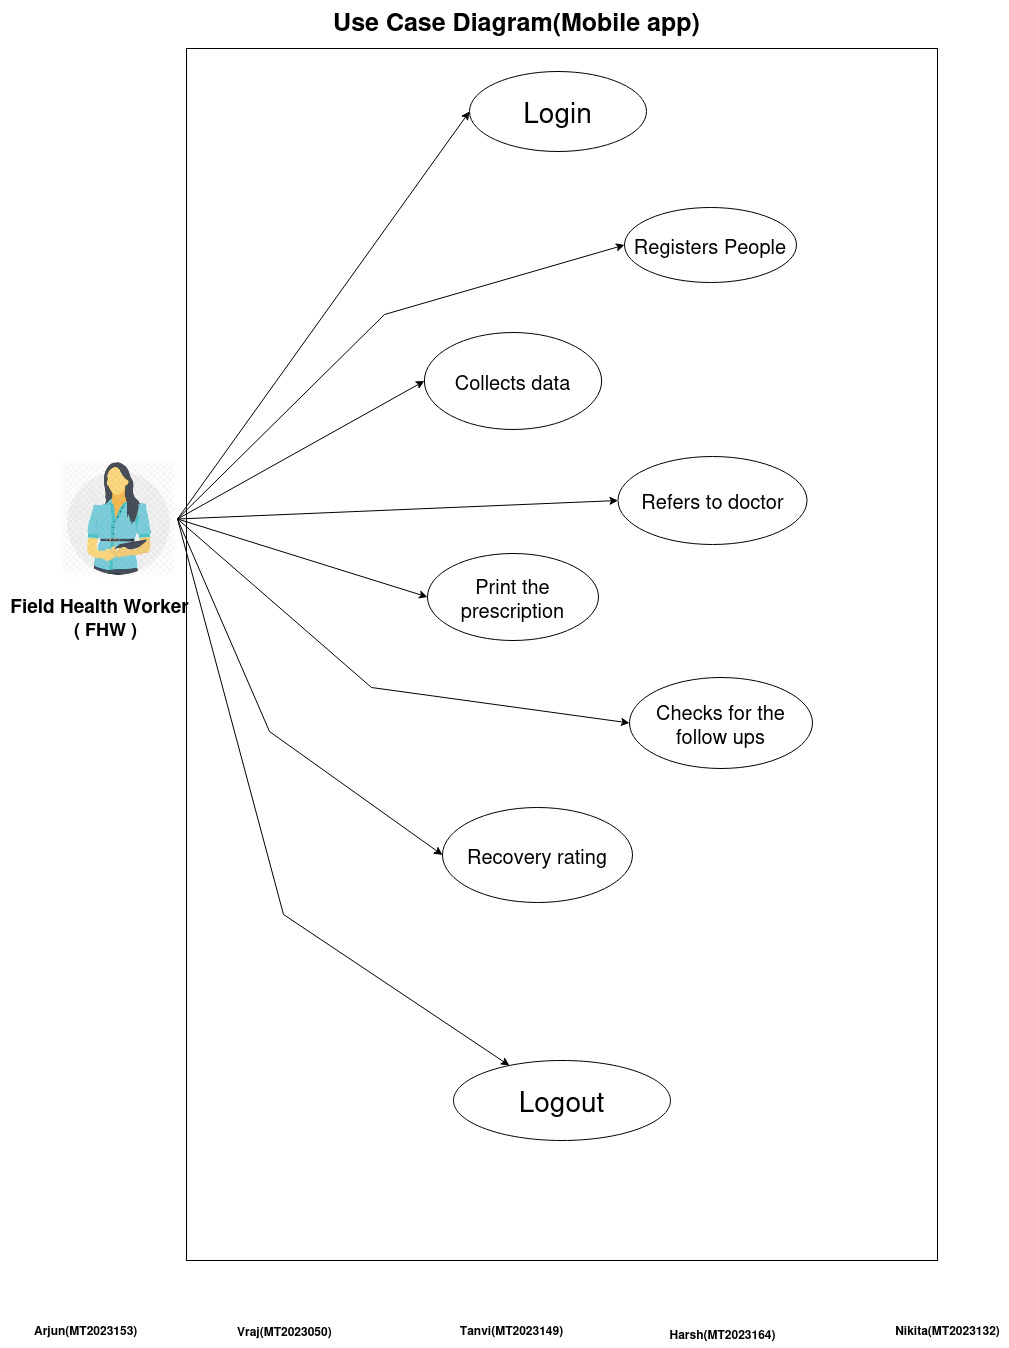 Use Case Diagram(Mobile app)
Login
Registers People
Collects data
Refers to doctor
Print the
prescription
Field Health Worker
( FHW )
Checks for the
follow ups
Recovery rating
Logout
Arjun(MT2023153)
Vraj(MT2023050)
Tanvi(MT2023149)
Harsh(MT2023164)
Nikita(MT2023132)